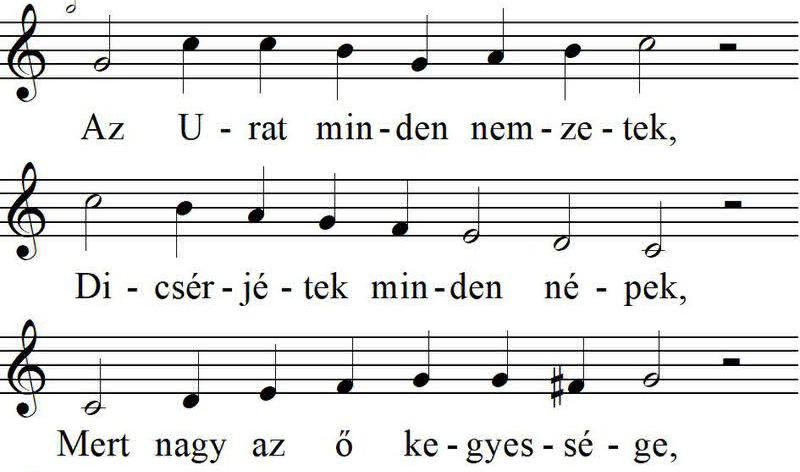 Az U - rat min - den nem - ze - tek,
Di - csér - jé - tek min - den né - pek,
Mert nagy az ő ke - gyes - sé - ge,